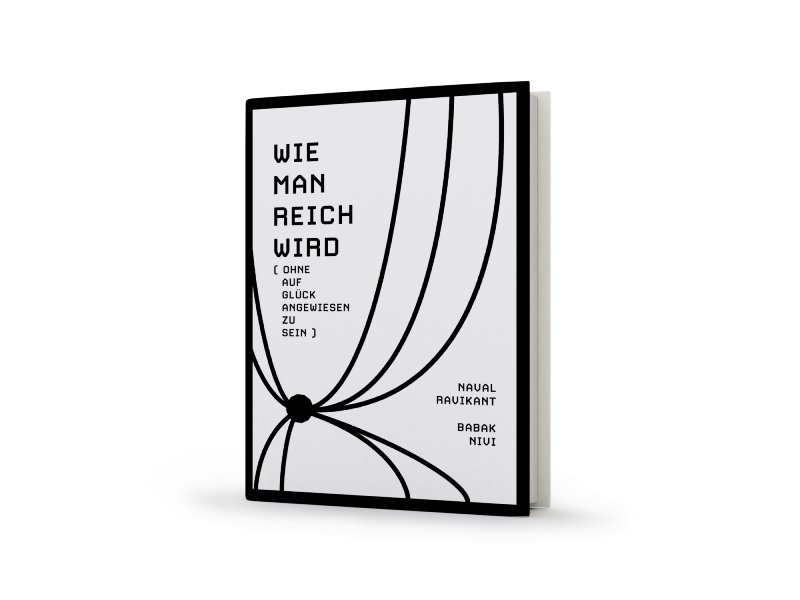 WIE
MAN
REICH
WIRD
( OHNE
AUF
GLÜCK
ANGEWIESEN
ZU
SEIN )
NAVAL
RAVIKANT
BABAK
NIVI